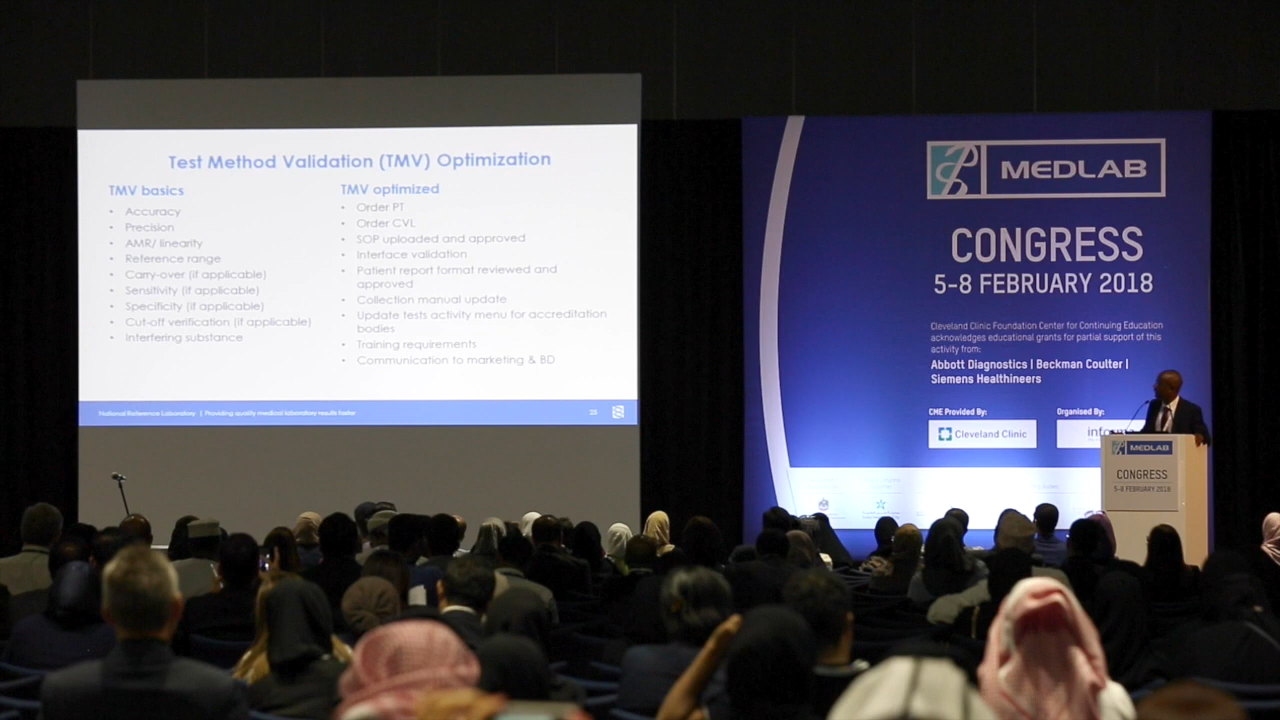 Test Method Validation (TMV) Optimization
TMV basics
• Accuracy
• Precision
• AMR/ linearity
• Reference range
• Carry-over (if applicable)
• Sensitivity (if applicable)
• Specificity (if applicable)
• Cut-off verification (if applicable)
• Interfering substance
TMV optimized
• Order PT
• Order CVL
• SOP uploaded and approved
• Interface validation
• Patient report format reviewed and
approved
• Collection manual update
• Update tests activity menu for accreditation
bodies
• Training requirements
• Communication to marketing & BD
National Reference Laboratory | Providing quality medical laboratory results faster
MEDLAB
CONGRESS
5-8 FEBRUARY 2018
Cleveland Clinic Foundation Center for Continuing Education
acknowledges educational grants for partial support of this
activity from:
Abbott Diagnostics | Beckman Coulter |
Siemens Healthineers
CME Provided By:
Organised By:
Cleveland Clinic
MEDLAB
CONGRESS
5-8 FEBRUARY 2018